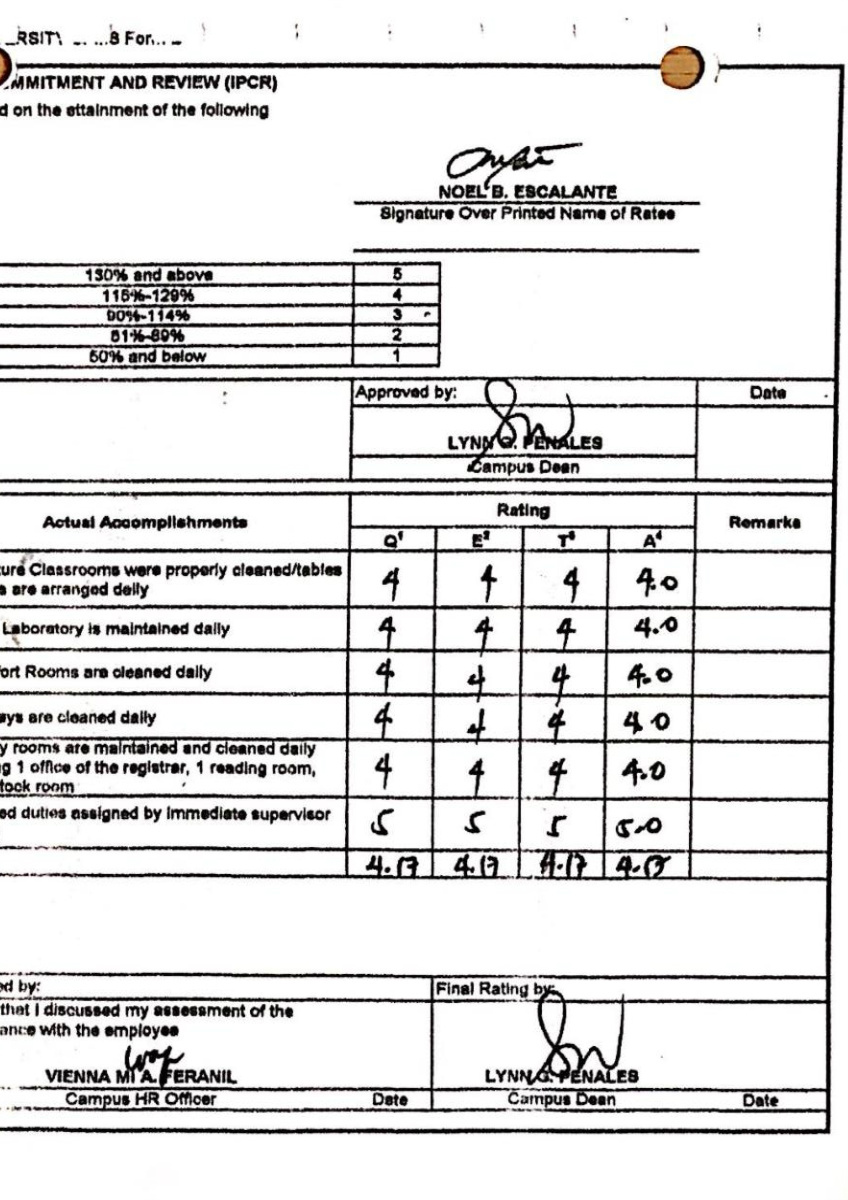 8 For
MMITMENT AND REVIEW (IPCR)
d on the attainment of the following
NOEL B. ESCALANTE
Signature Over Printed Name of Ratee
130% and above 5
115%-129% 4
90%-114% 3
51%-89% 2
50% and below 1
Approved by: Date
LYNN G. PENALES
Campus Dean
Actual Accomplishments Rating Remarks
Q¹ E² T³ A⁴
ure Classrooms were properly cleaned/tables
s are arranged daily 4 4 4 4.0
Laboratory is maintained daily 4 4 4 4.0
fort Rooms are cleaned daily 4 4 4 4.0
ays are cleaned daily 4 4 4 4.0
y rooms are maintained and cleaned daily
g 1 office of the registrar, 1 reading room, 4 4 4 4.0
tock room
ed duties assigned by immediate supervisor 5 5 5 5.0
4.17 4.17 4.17 4.17
ed by: Final Rating by:
that I discussed my assessment of the
ance with the employee
VIENNA MI A. FERANIL LYNN G. PENALES
Campus HR Officer Date Campus Dean Date